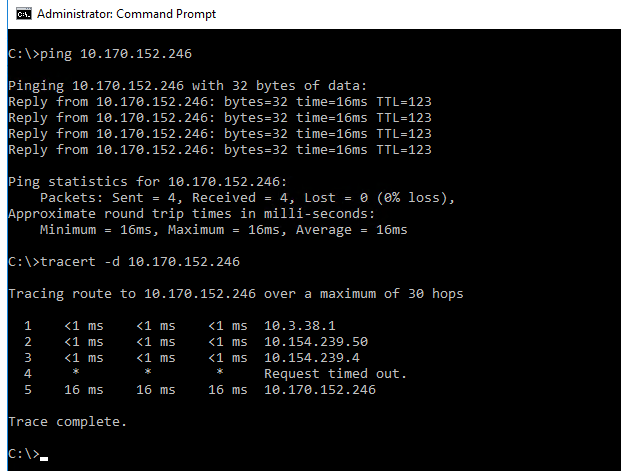 Administrator: Command Prompt
C:\>ping 10.170.152.246
Pinging 10.170.152.246 with 32 bytes of data:
Reply from 10.170.152.246: bytes=32 time=16ms TTL=123
Reply from 10.170.152.246: bytes=32 time=16ms TTL=123
Reply from 10.170.152.246: bytes=32 time=16ms TTL=123
Reply from 10.170.152.246: bytes=32 time=16ms TTL=123
Ping statistics for 10.170.152.246:
    Packets: Sent = 4, Received = 4, Lost = 0 (0% loss),
Approximate round trip times in milli-seconds:
    Minimum = 16ms, Maximum = 16ms, Average = 16ms
C:\>tracert -d 10.170.152.246
Tracing route to 10.170.152.246 over a maximum of 30 hops
  1    <1 ms    <1 ms    <1 ms  10.3.38.1
  2    <1 ms    <1 ms    <1 ms  10.154.239.50
  3    <1 ms    <1 ms    <1 ms  10.154.239.4
  4     *        *        *     Request timed out.
  5    16 ms    16 ms    16 ms  10.170.152.246
Trace complete.
C:\>